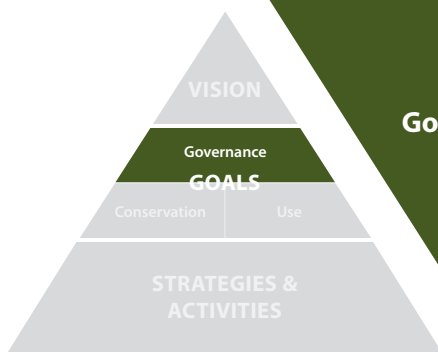 VISION
Governance
GOALS
Conservation Use
STRATEGIES &
ACTIVITIES
Go